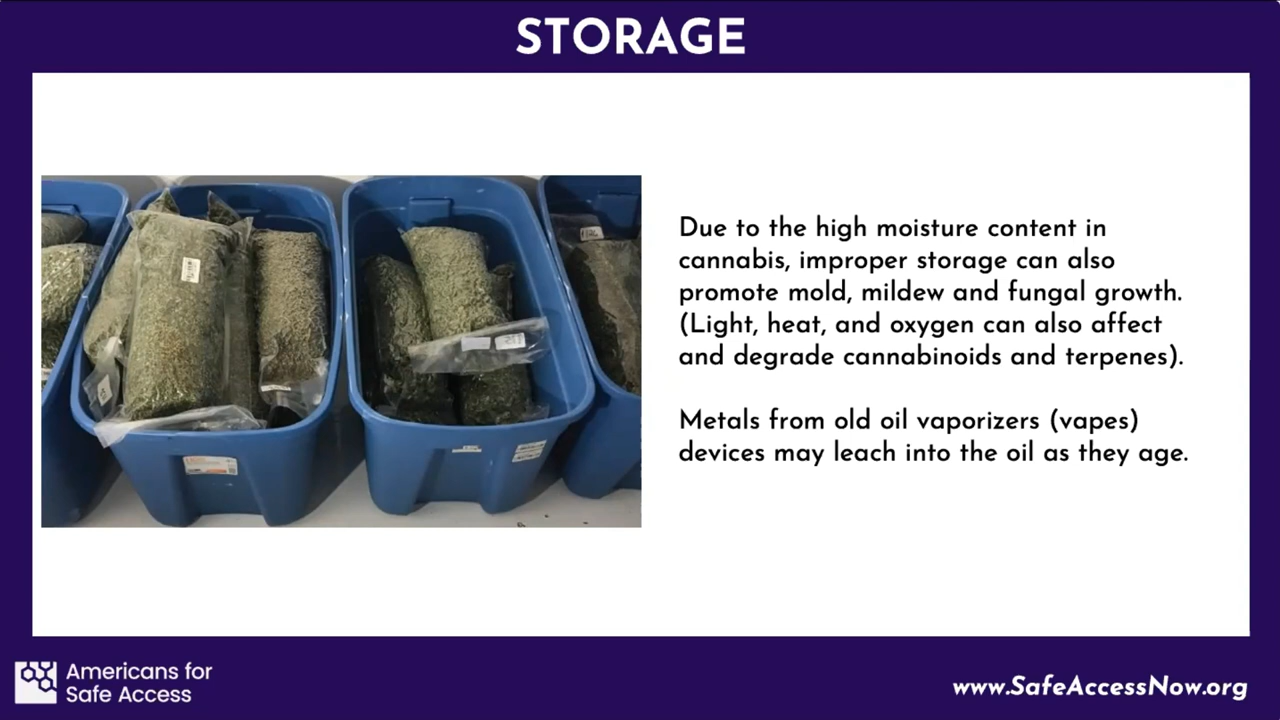 STORAGE
Due to the high moisture content in
cannabis, improper storage can also
promote mold, mildew and fungal growth.
(Light, heat, and oxygen can also affect
and degrade cannabinoids and terpenes).
Metals from old oil vaporizers (vapes)
devices may leach into the oil as they age.
Americans for
Safe Access
www.SafeAccessNow.org